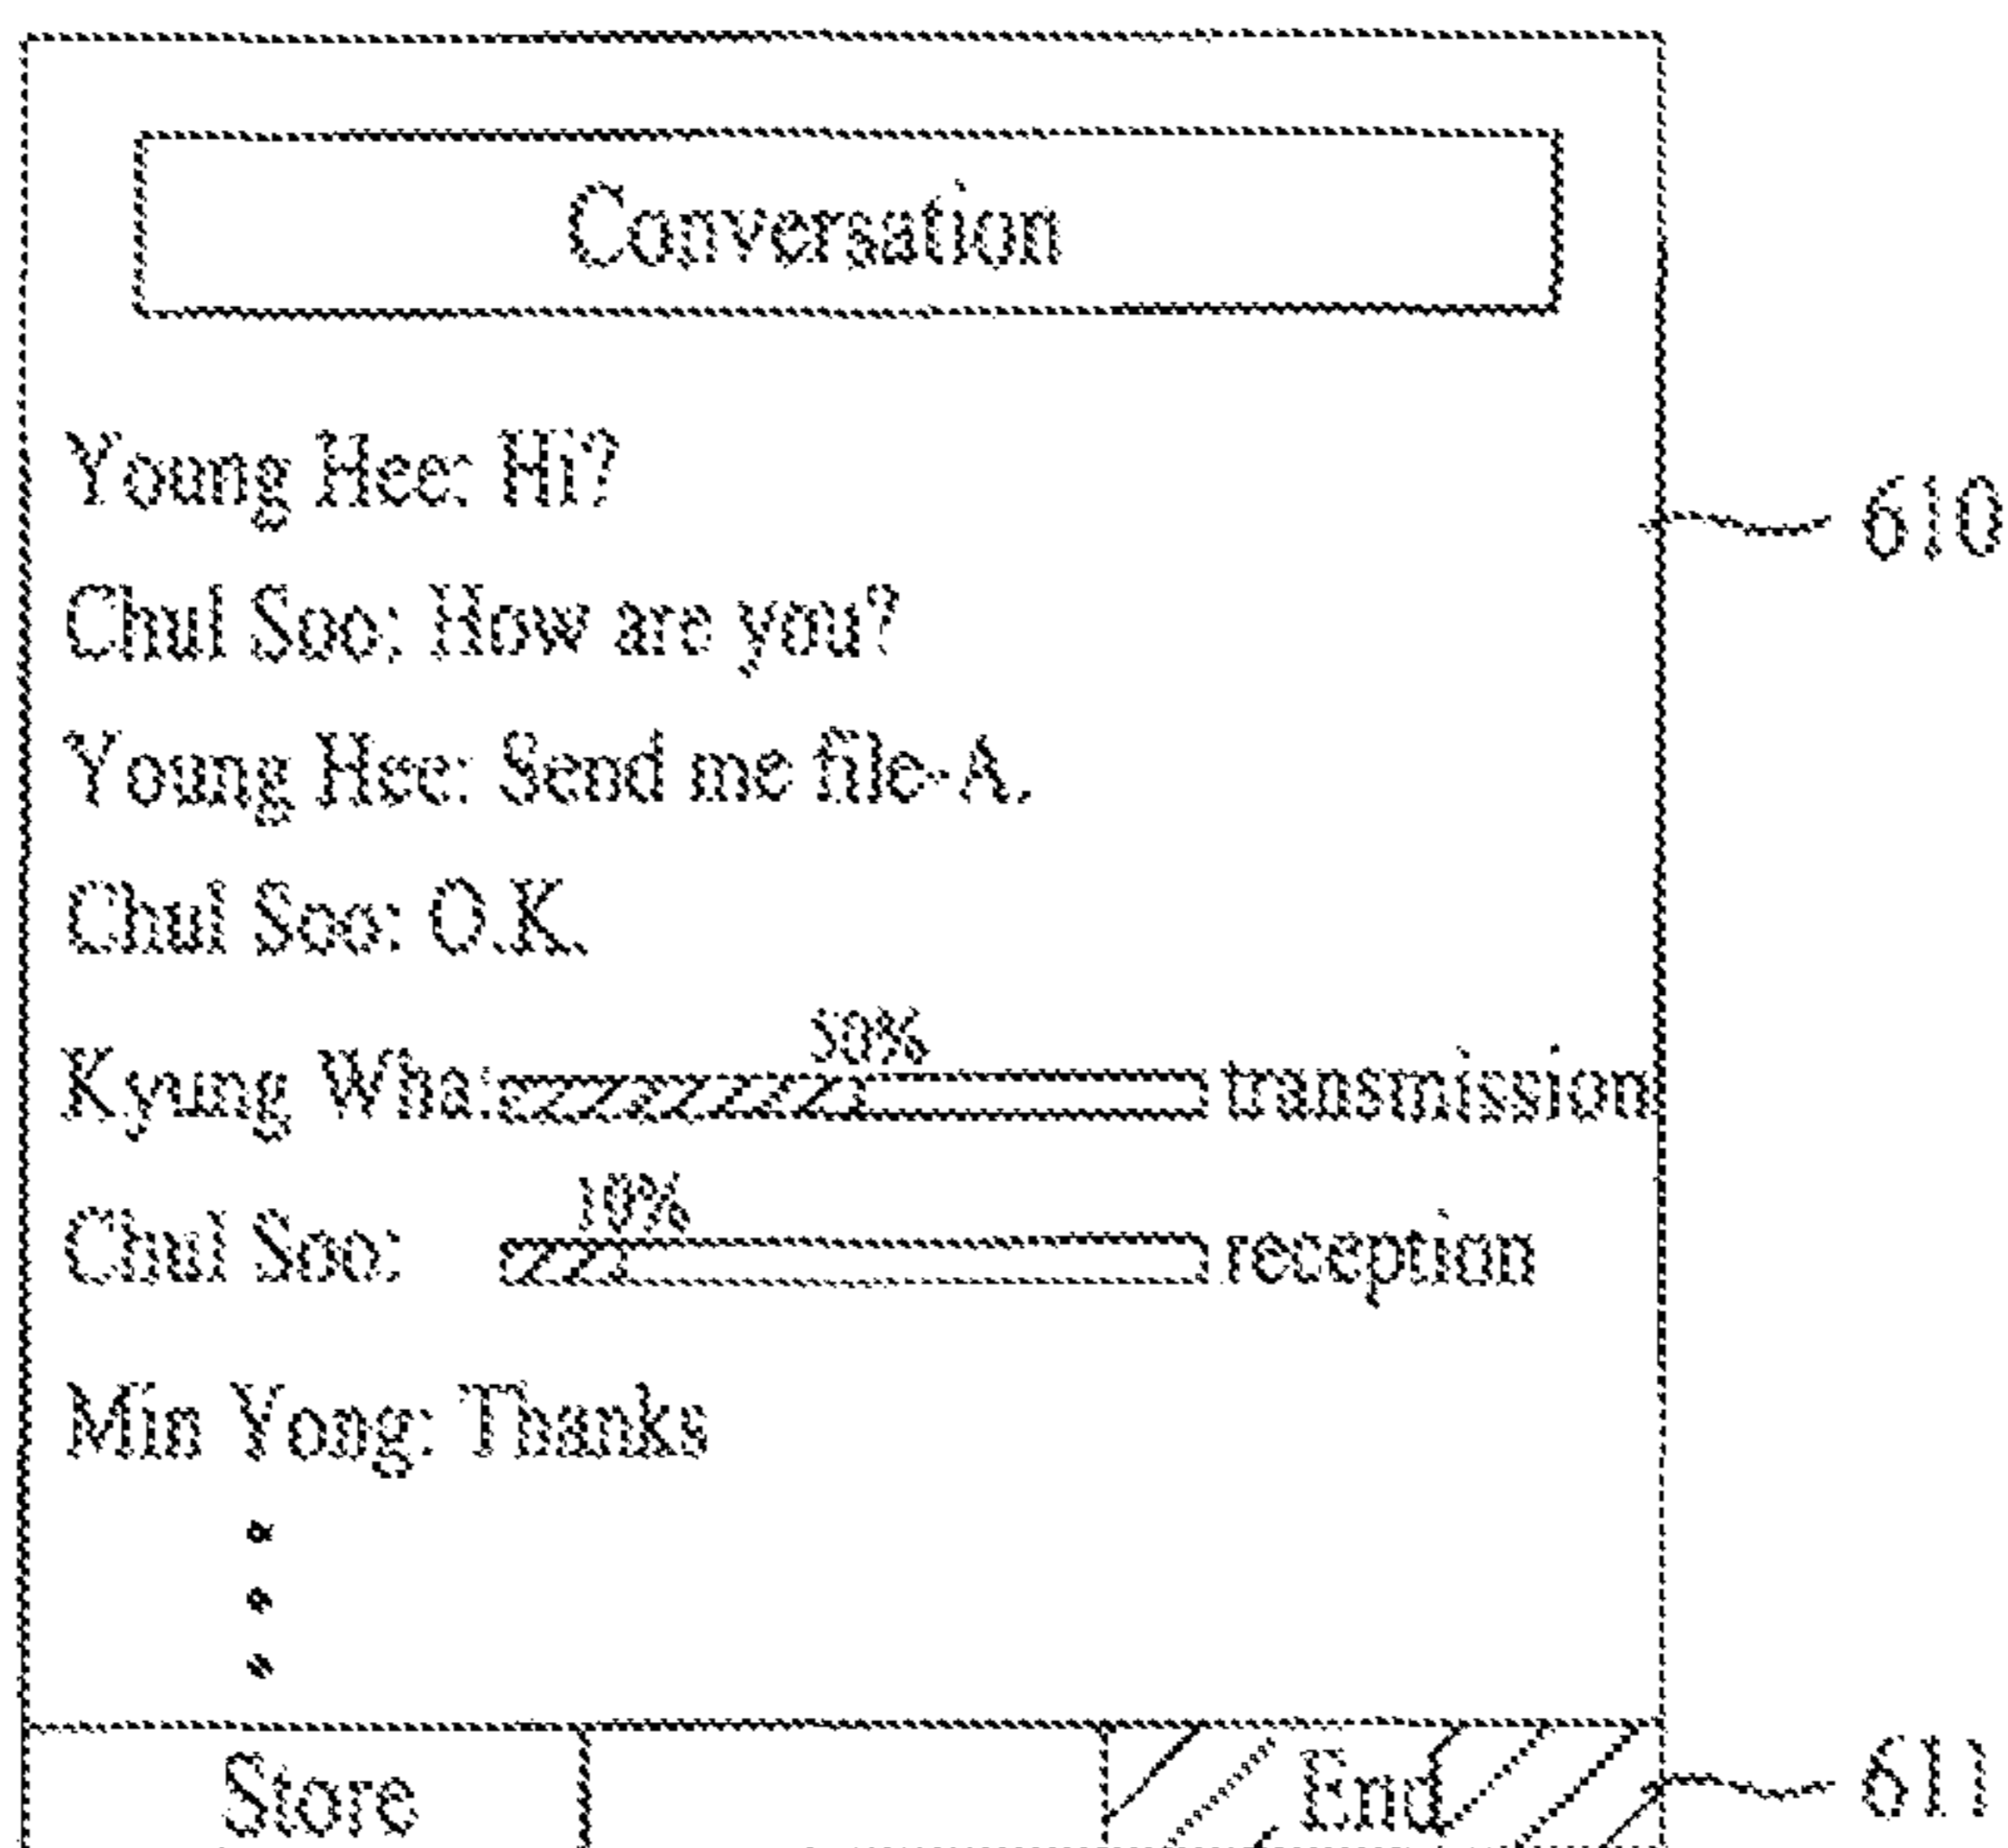 Conversation
Young Hee: Hi?
610
Chul Soo: How are you?
Young Hee: Send me file-A.
Chul Soo: O.K.
50%
Kyung Wha: transmission
10%
Chul Soo: reception
Min Yong: Thanks
Store End 611